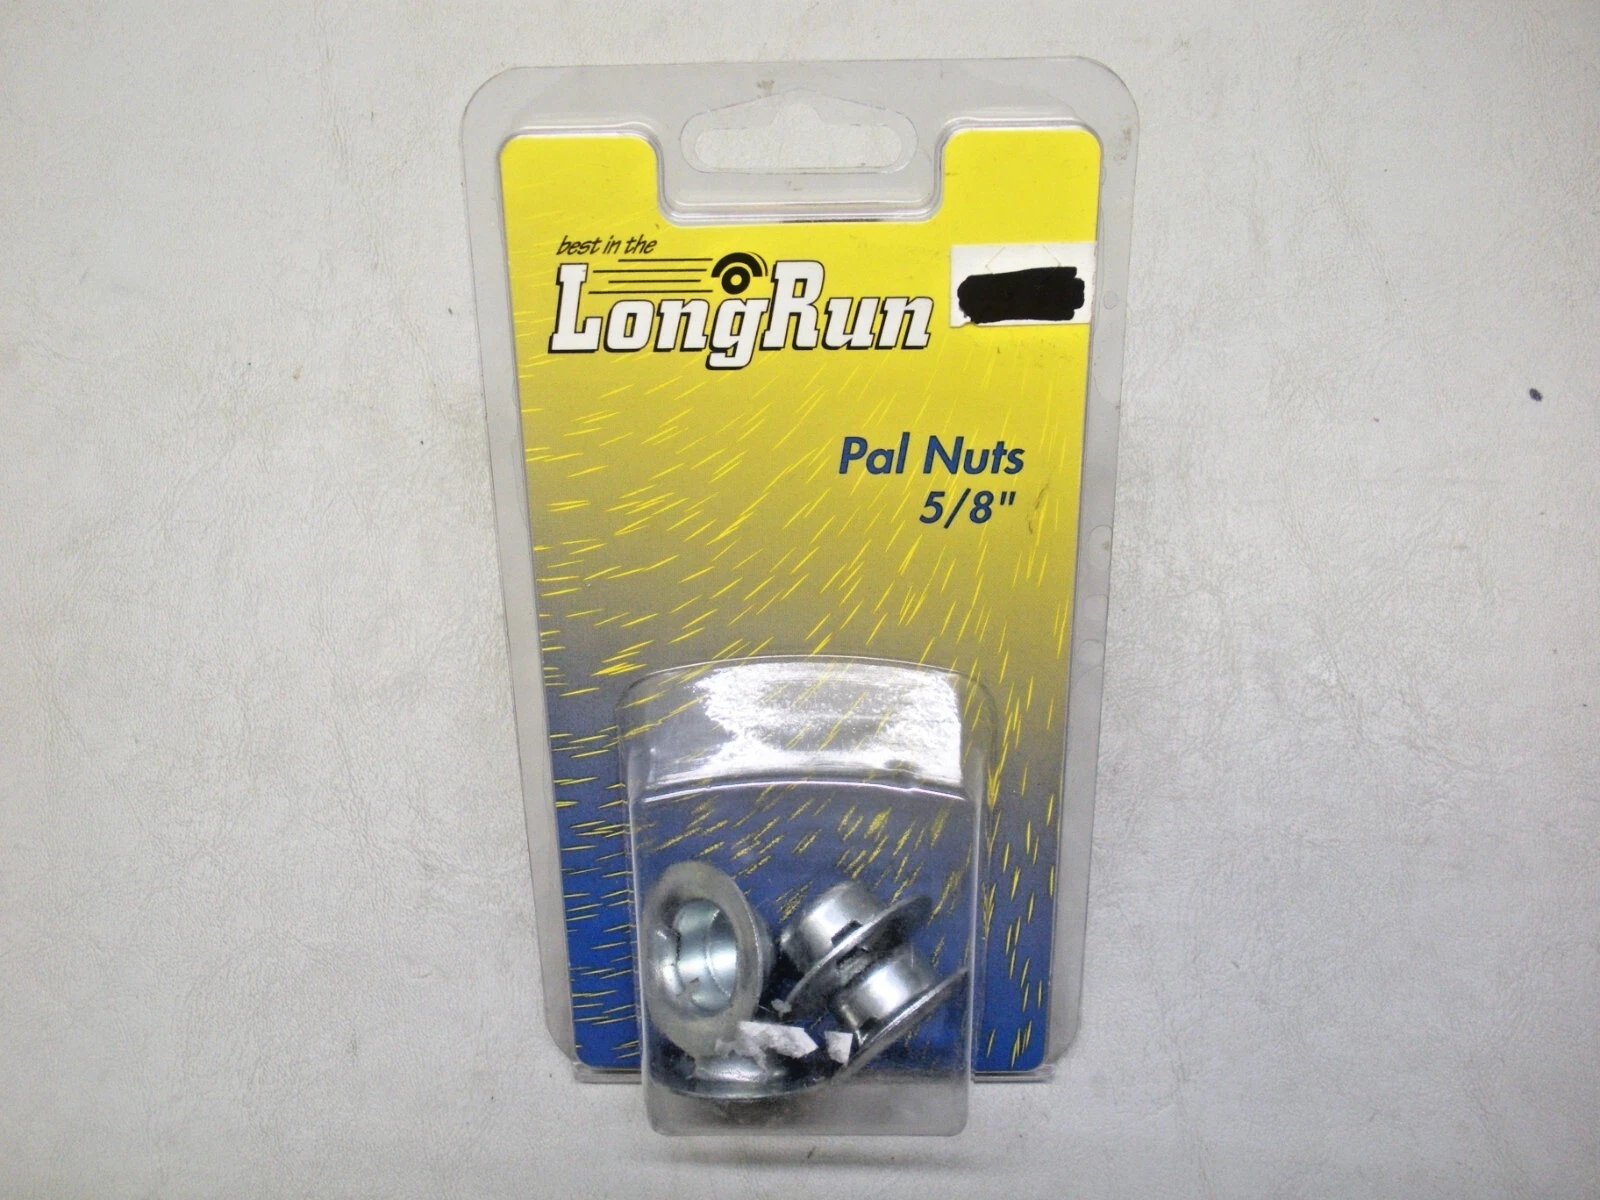 best in the
LongRun
Pal Nuts
5/8"